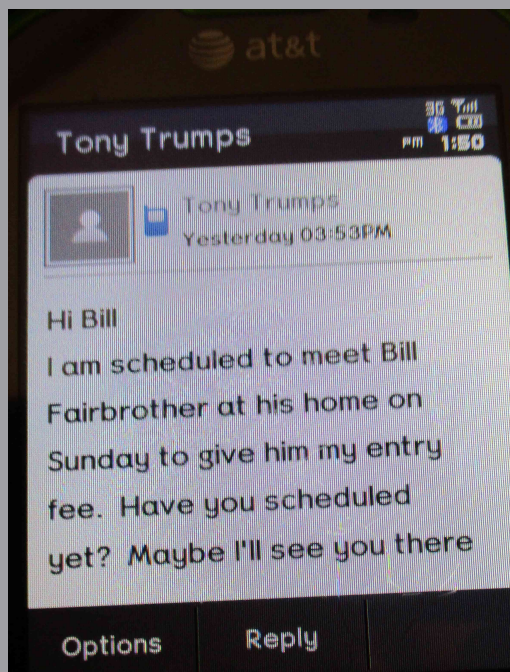 at&t
Tony Trumps
3G
PM 1:50
Tony Trumps
Yesterday 03:53PM
Hi Bill
I am scheduled to meet Bill
Fairbrother at his home on
Sunday to give him my entry
fee. Have you scheduled
yet? Maybe I'll see you there
Options
Reply